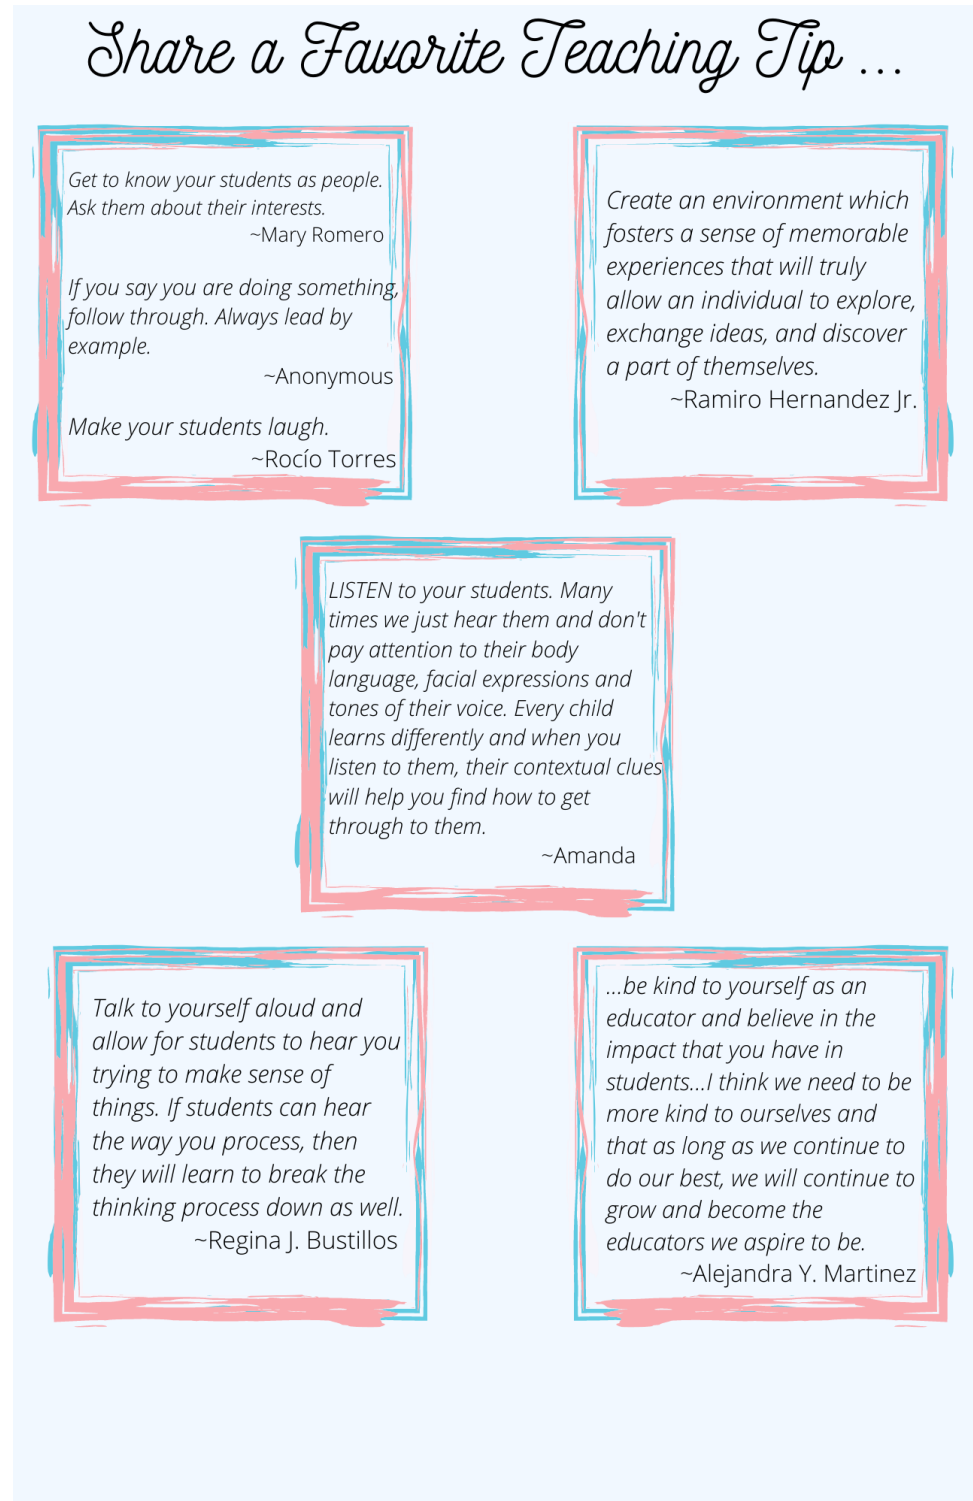 Share a Favorite Teaching Tip ...
Get to know your students as people.
Ask them about their interests.
~Mary Romero
If you say you are doing something,
follow through. Always lead by
example.
~Anonymous
Make your students laugh.
~Rocío Torres
Create an environment which
fosters a sense of memorable
experiences that will truly
allow an individual to explore,
exchange ideas, and discover
a part of themselves.
~Ramiro Hernandez Jr.
LISTEN to your students. Many
times we just hear them and don't
pay attention to their body
language, facial expressions and
tones of their voice. Every child
learns differently and when you
listen to them, their contextual clues
will help you find how to get
through to them.
~Amanda
Talk to yourself aloud and
allow for students to hear you
trying to make sense of
things. If students can hear
the way you process, then
they will learn to break the
thinking process down as well.
~Regina J. Bustillos
...be kind to yourself as an
educator and believe in the
impact that you have in
students...I think we need to be
more kind to ourselves and
that as long as we continue to
do our best, we will continue to
grow and become the
educators we aspire to be.
~Alejandra Y. Martinez